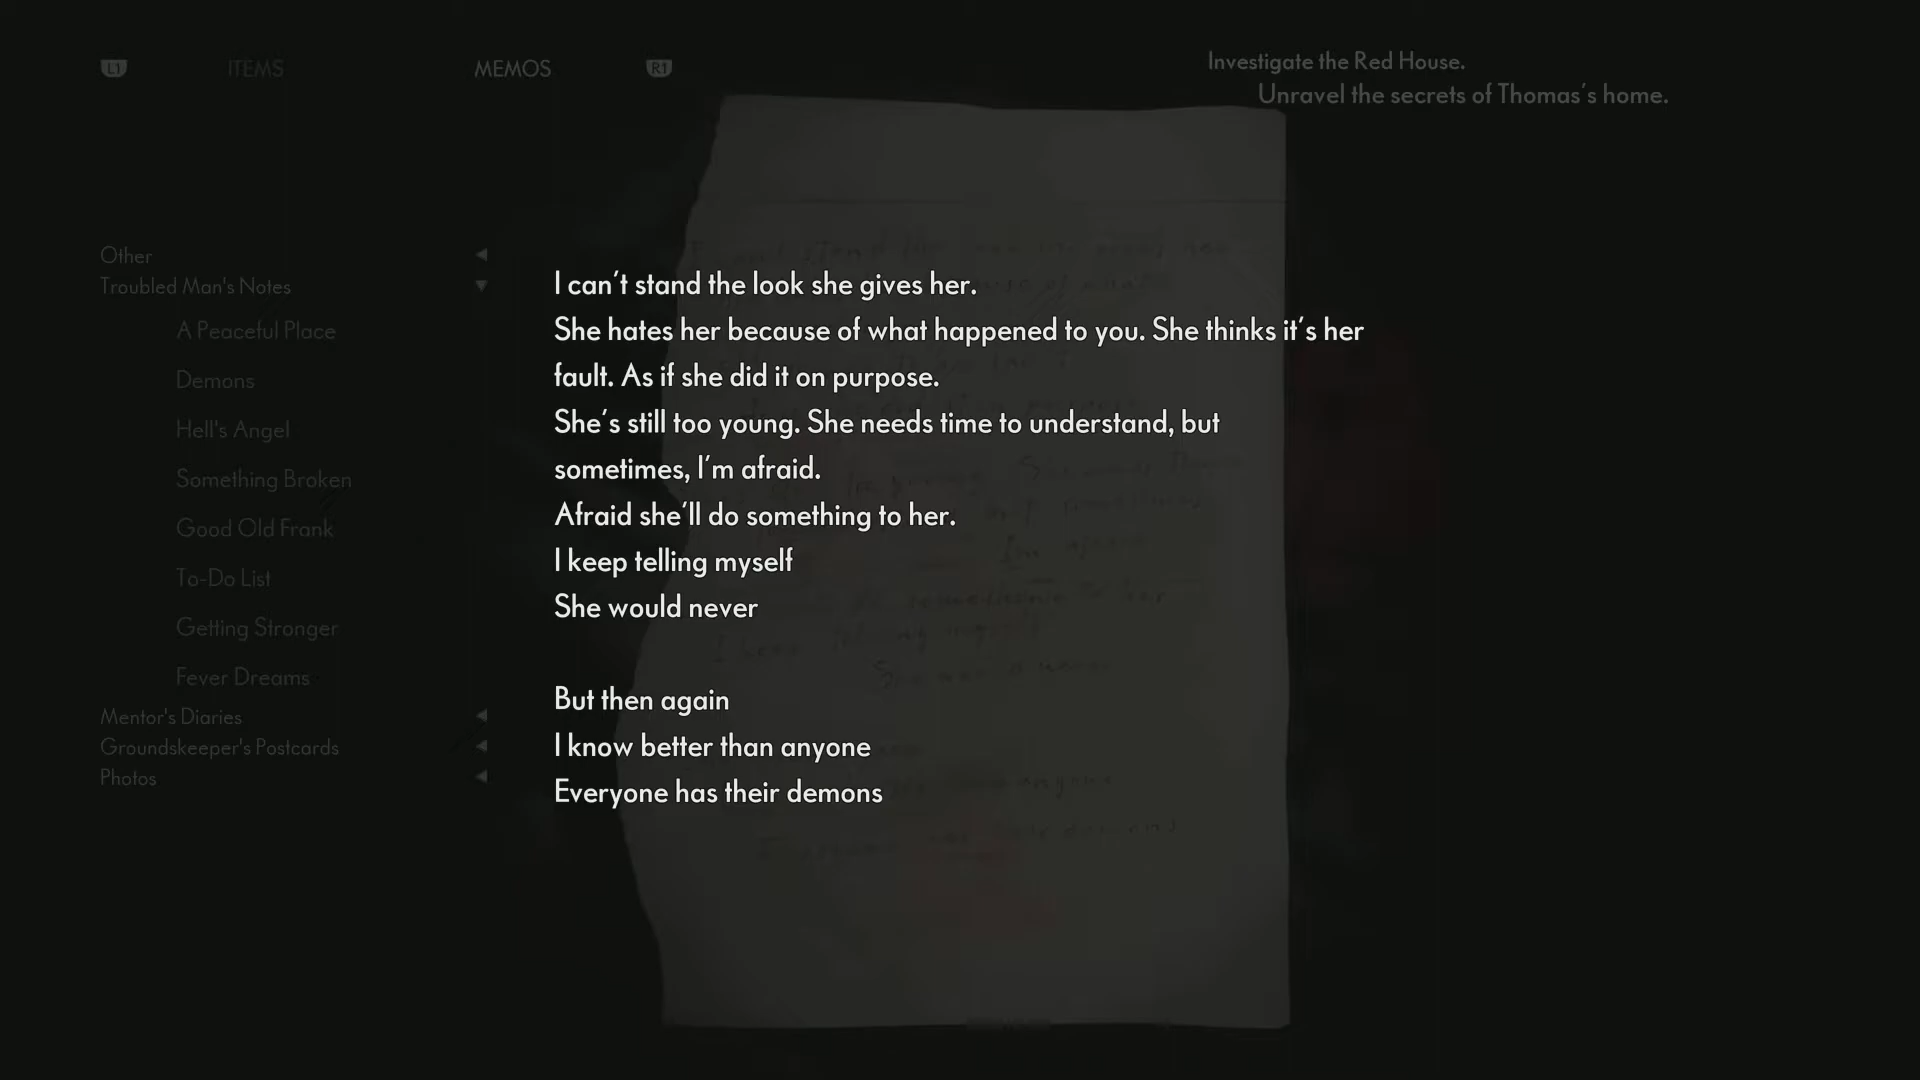 L1
ITEMS
MEMOS
R1
Investigate the Red House.
Unravel the secrets of Thomas's home.
Other
Troubled Man's Notes
A Peaceful Place
Demons
Hell's Angel
Something Broken
Good Old Frank
To-Do List
Getting Stronger
Fever Dreams
Mentor's Diaries
Groundskeeper's Postcards
Photos
I can't stand the look she gives her.
She hates her because of what happened to you. She thinks it's her
fault. As if she did it on purpose.
She's still too young. She needs time to understand, but
sometimes, I'm afraid.
Afraid she'll do something to her.
I keep telling myself
She would never
But then again
I know better than anyone
Everyone has their demons